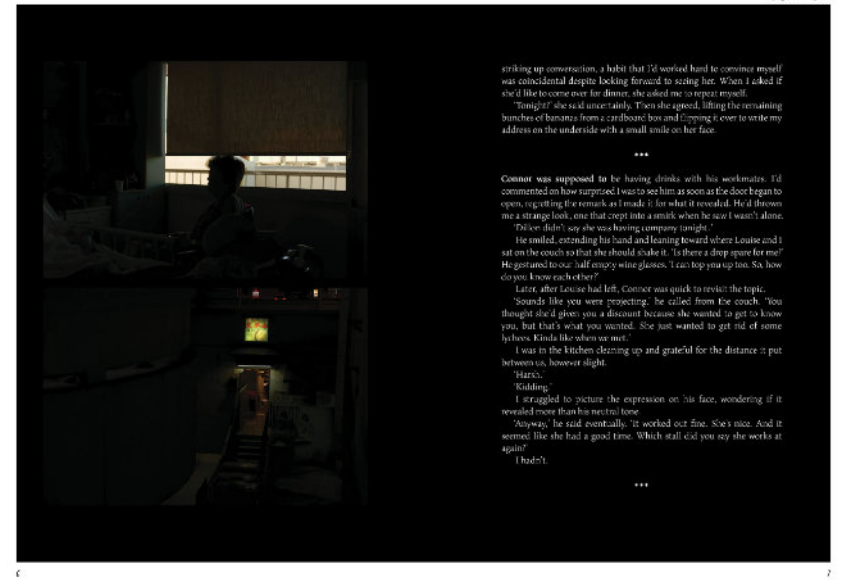 striking up conversation, a habit that I'd worked hard to convince myself
was coincidental despite looking forward to seeing her. When I asked if
she'd like to come over for dinner, she asked me to repeat myself.
'Tonight?' she said uncertainly. Then she agreed, lifting the remaining
bunches of bananas from a cardboard box and flipping it over to write my
address on the underside with a small smile on her face.
***
Connor was supposed to be having drinks with his workmates. I'd
commented on how surprised I was to see him as soon as the door began to
open, regretting the remark as I made it for what it revealed. He'd thrown
me a strange look, one that crept into a smirk when he saw I wasn't alone.
'Dillon didn't say she was having company tonight.'
He smiled, extending his hand and leaning toward where Louise and I
sat on the couch so that she should shake it. 'Is there a drop spare for me?'
He gestured to our half empty wine glasses. 'I can top you up too. So, how
do you know each other?'
Later, after Louise had left, Connor was quick to revisit the topic.
'Sounds like you were projecting,' he called from the couch. 'You
thought she'd given you a discount because she wanted to get to know
you, but that's what you wanted. She just wanted to get rid of some
lychees. Kinda like when we met.'
I was in the kitchen cleaning up and grateful for the distance it put
between us, however slight.
'Harsh.'
'Kidding.'
I struggled to picture the expression on his face, wondering if it
revealed more than his neutral tone.
'Anyway,' he said eventually. 'It worked out fine. She's nice. And it
seemed like she had a good time. Which stall did you say she works at
again?'
I hadn't.
***
6
7